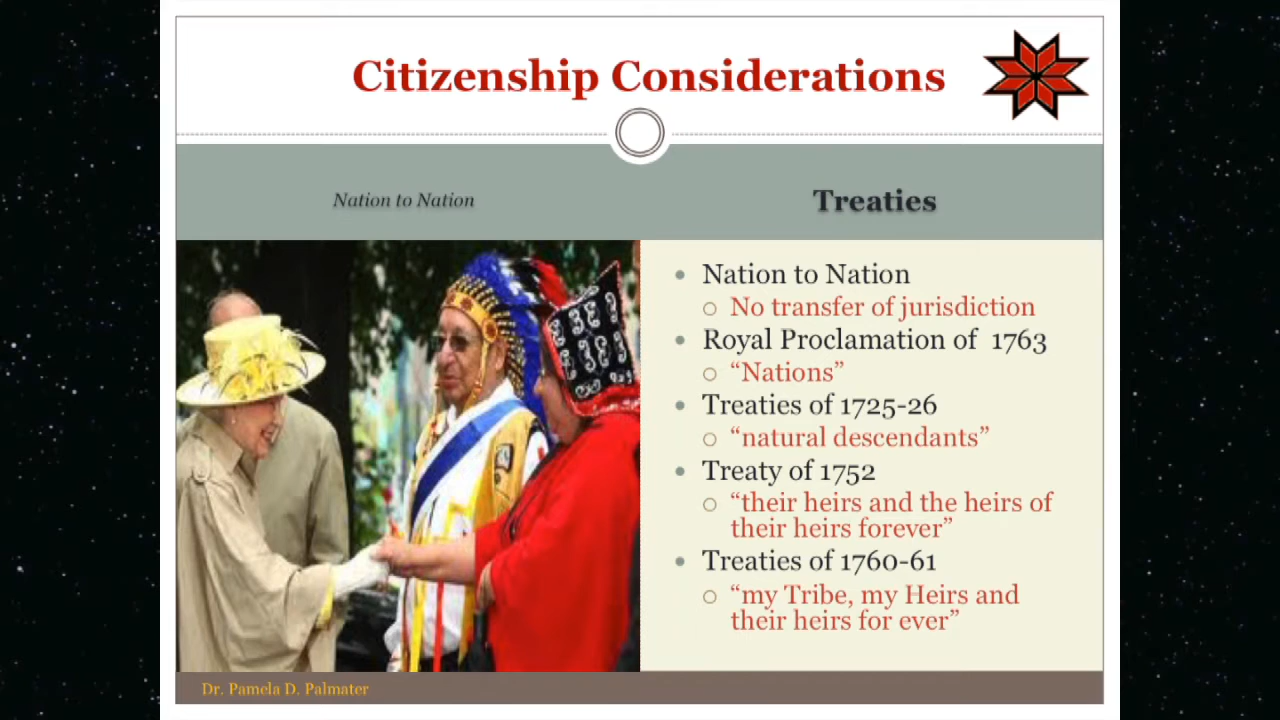 Citizenship Considerations
Nation to Nation
Treaties
Nation to Nation
No transfer of jurisdiction
Royal Proclamation of 1763
“Nations”
Treaties of 1725-26
“natural descendants”
Treaty of 1752
“their heirs and the heirs of
their heirs forever”
Treaties of 1760-61
“my Tribe, my Heirs and
their heirs for ever”
Dr. Pamela D. Palmater